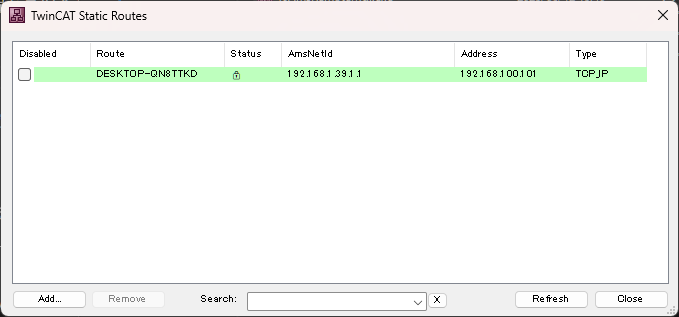 TwinCAT Static Routes
Disabled Route Status AmsNetId Address Type
DESKTOP-QN8TTKD 192.168.1.39.1.1 192.168.100.101 TCP_IP
Add... Remove Search: X Refresh Close